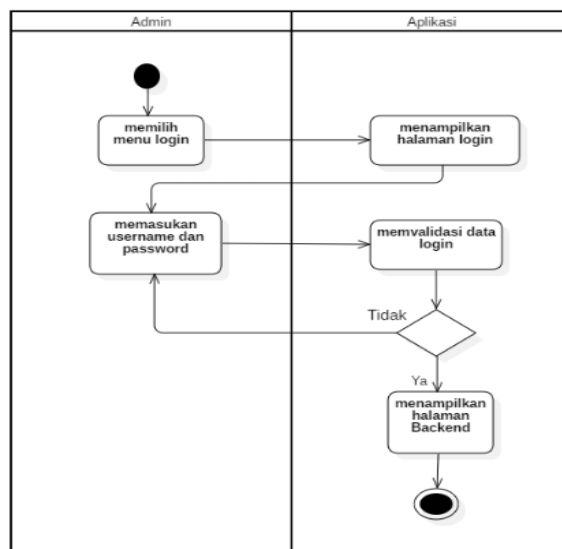 Admin
Aplikasi
memilih
menu login
menampilkan
halaman login
memasukan
username dan
password
memvalidasi data
login
Tidak
Ya
menampilkan
halaman
Backend